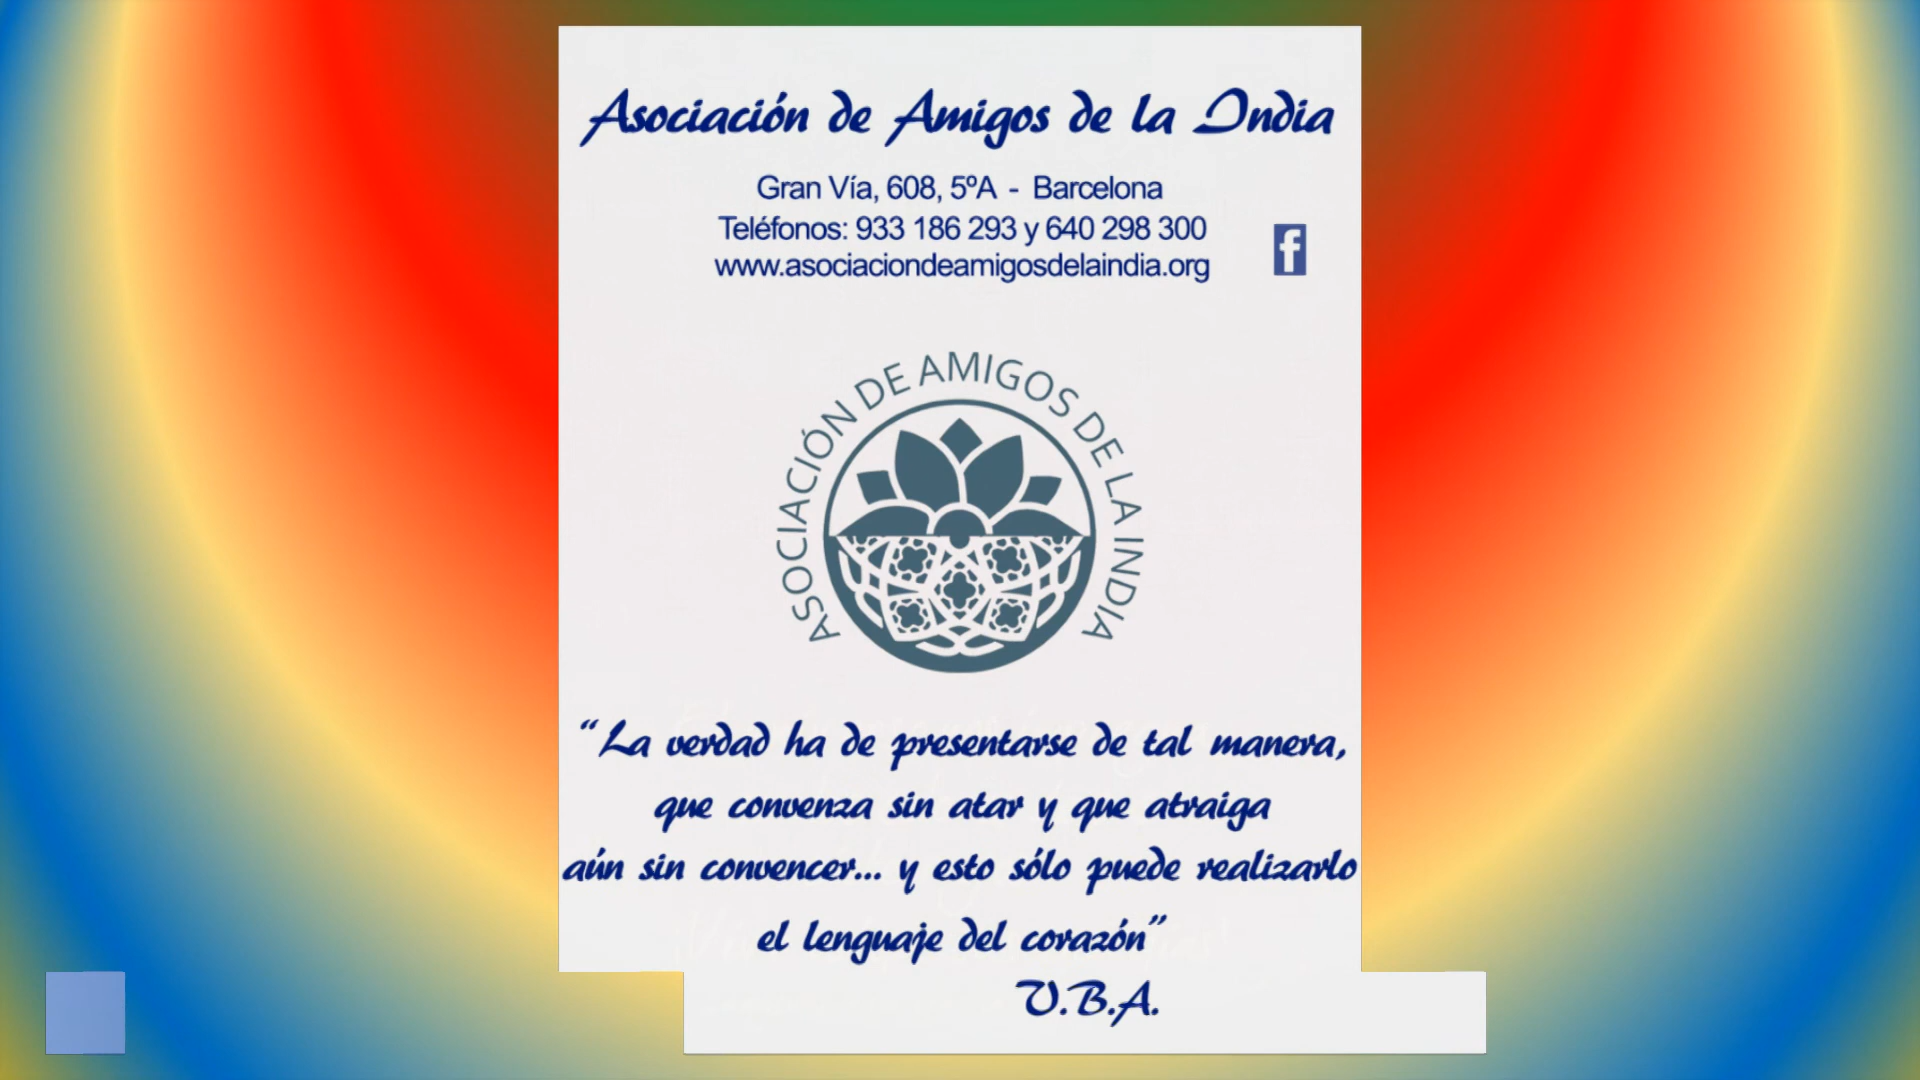 Asociación de Amigos de la India
Gran Vía, 608, 5ºA - Barcelona
Teléfonos: 933 186 293 y 640 298 300
www.asociaciondeamigosdelaindia.org
f
ASOCIACIÓN DE AMIGOS DE LA INDIA
“La verdad ha de presentarse de tal manera,
que convenza sin atar y que atraiga
aún sin convencer... y esto sólo puede realizarlo
el lenguaje del corazón”
V.B.A.